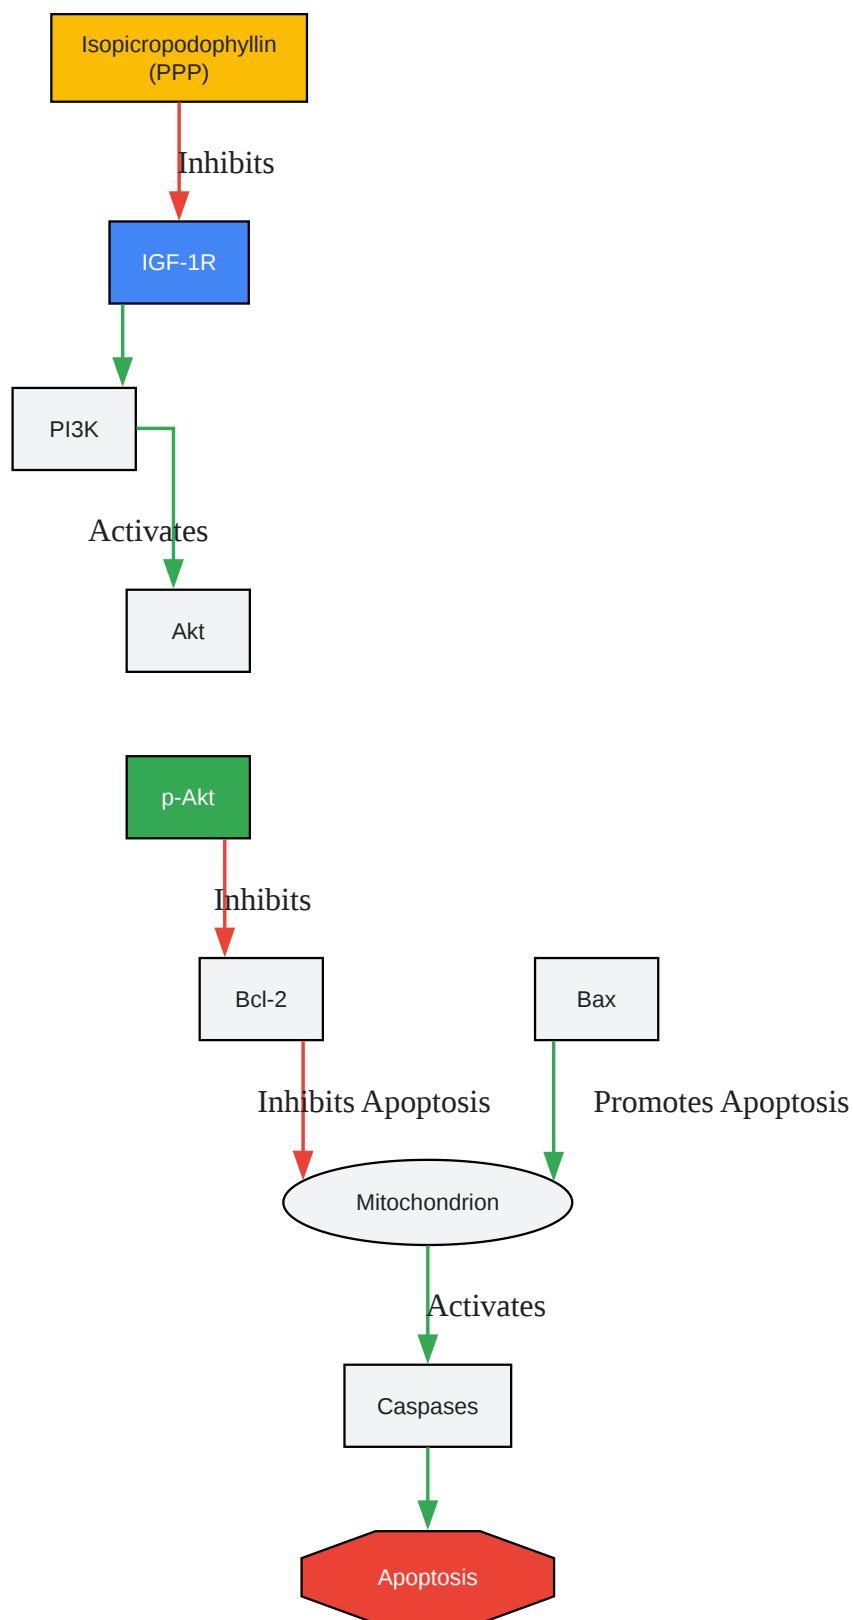 Isopicropodophyllin
(PPP)
Inhibits
IGF-1R
PI3K
Activates
Akt
p-Akt
Inhibits
Bcl-2
Bax
Inhibits Apoptosis
Promotes Apoptosis
Mitochondrion
Activates
Caspases
Apoptosis